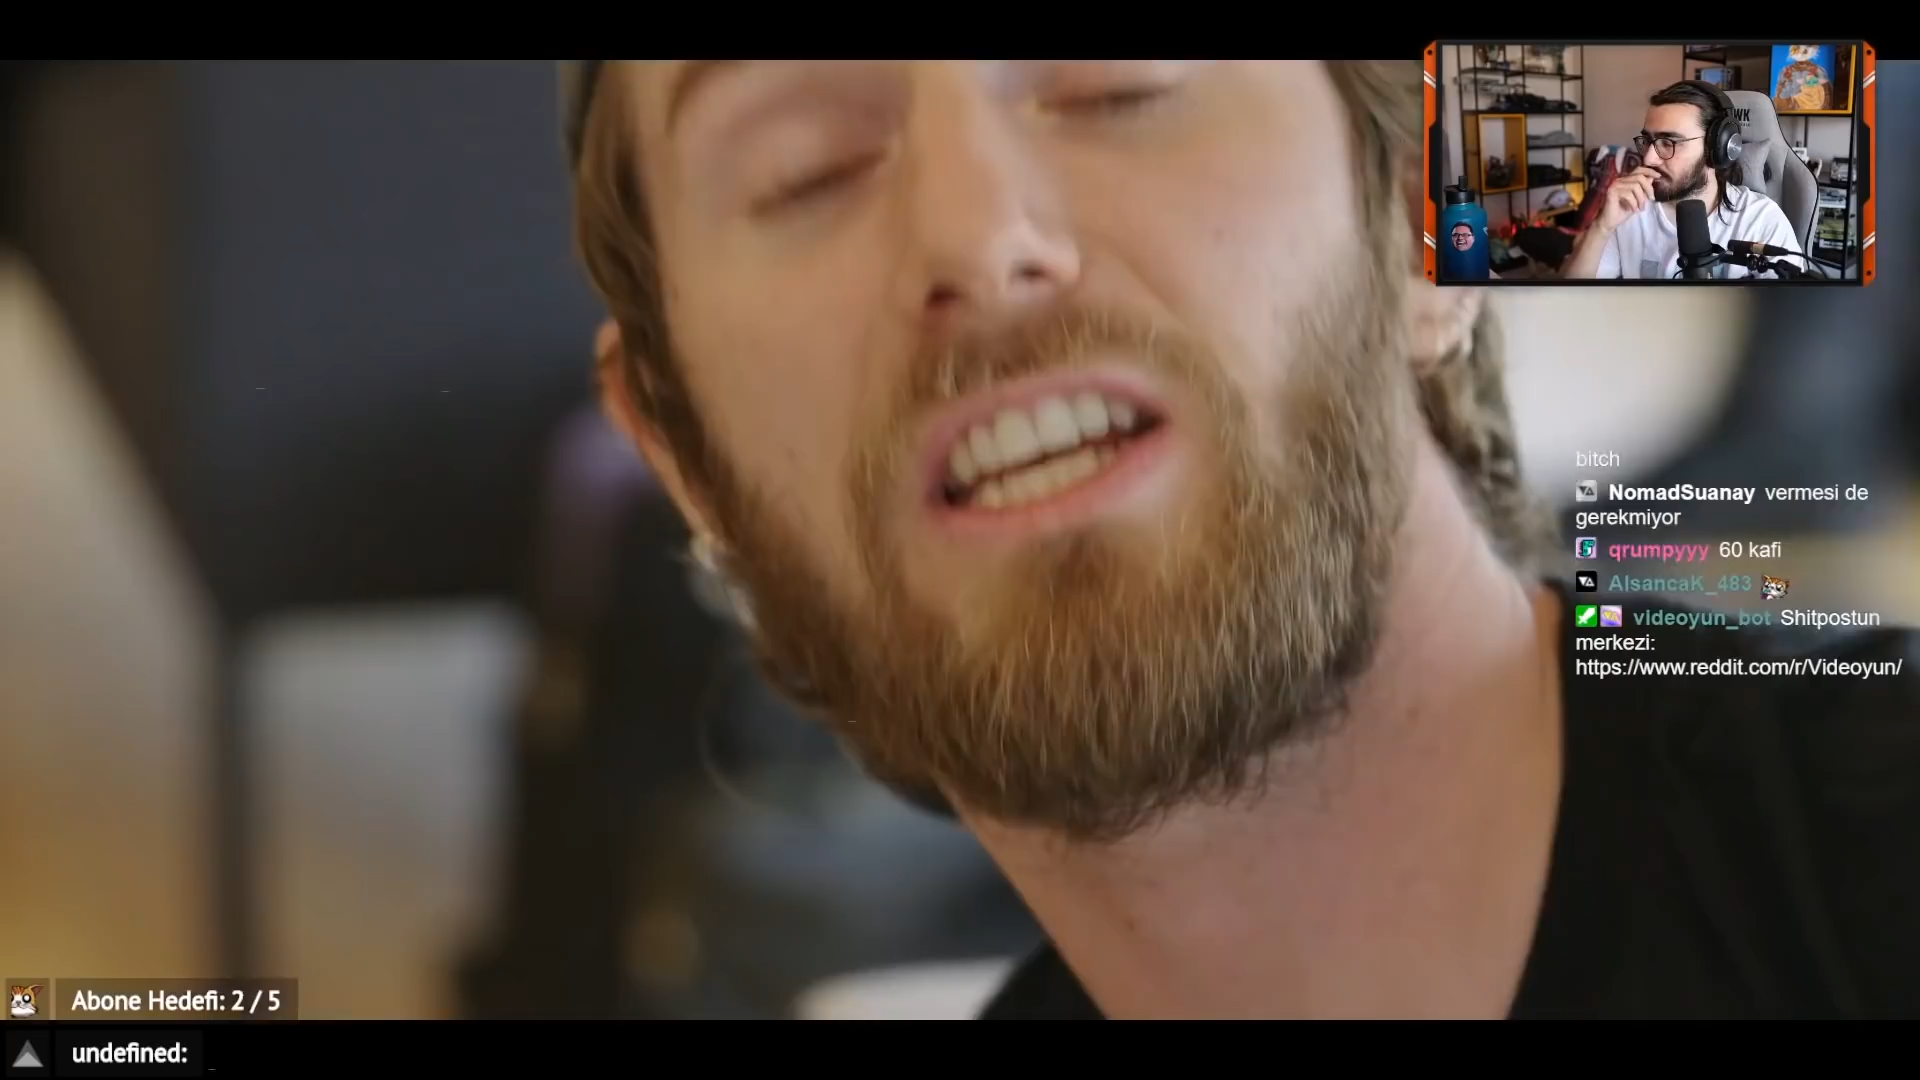 WK
bitch
NomadSuanay vermesi de
gerekmiyor
qrumpyyy 60 kafi
AlsancaK_483
videoyun_bot Shitpostun
merkezi:
https://www.reddit.com/r/Videoyun/
Abone Hedefi: 2 / 5
undefined: